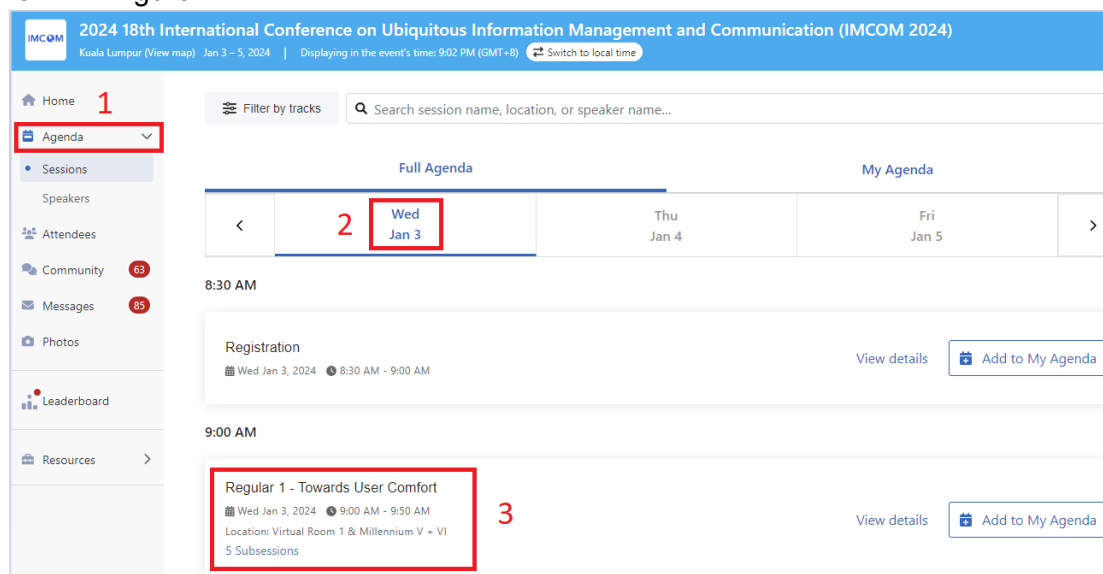 IMCOM
2024 18th International Conference on Ubiquitous Information Management and Communication (IMCOM 2024)
Kuala Lumpur (View map) Jan 3 – 5, 2024 | Displaying in the event's time: 9:02 PM (GMT+8) Switch to local time
Home 1
Agenda
Sessions
Speakers
Attendees
Community 63
Messages 85
Photos
Leaderboard
Resources
Filter by tracks Search session name, location, or speaker name...
Full Agenda My Agenda
2 Wed Jan 3 Thu Jan 4 Fri Jan 5
8:30 AM
Registration
Wed Jan 3, 2024 8:30 AM - 9:00 AM
View details Add to My Agenda
9:00 AM
Regular 1 - Towards User Comfort
Wed Jan 3, 2024 9:00 AM - 9:50 AM
Location: Virtual Room 1 & Millennium V + VI
5 Subsessions
3
View details Add to My Agenda